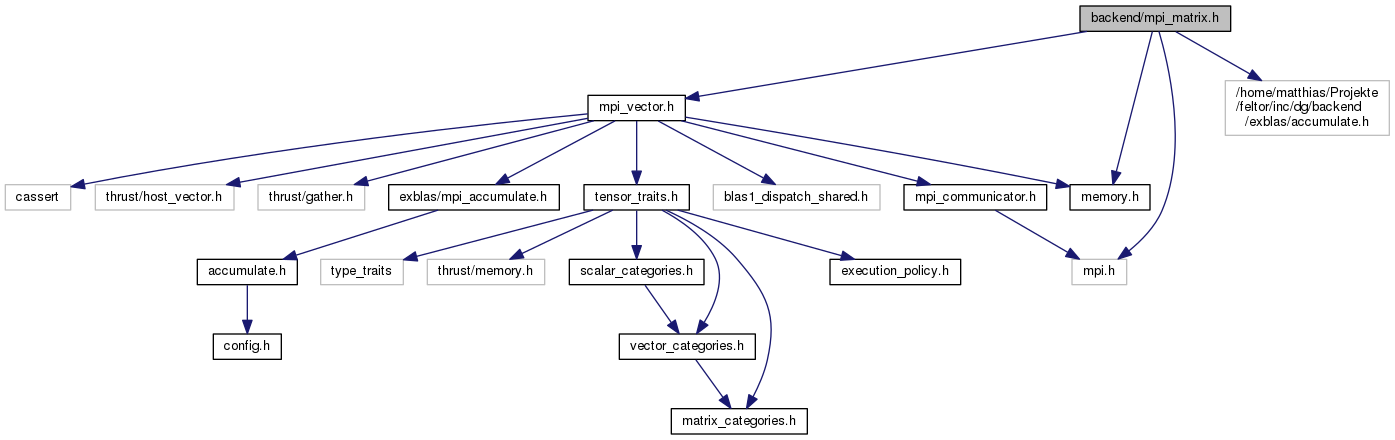 backend/mpi_matrix.h
/home/matthias/Projekte
/feltor/inc/dg/backend
/exblas/accumulate.h
mpi_vector.h
cassert
thrust/host_vector.h
thrust/gather.h
exblas/mpi_accumulate.h
tensor_traits.h
blas1_dispatch_shared.h
mpi_communicator.h
memory.h
accumulate.h
type_traits
thrust/memory.h
scalar_categories.h
execution_policy.h
mpi.h
config.h
vector_categories.h
matrix_categories.h